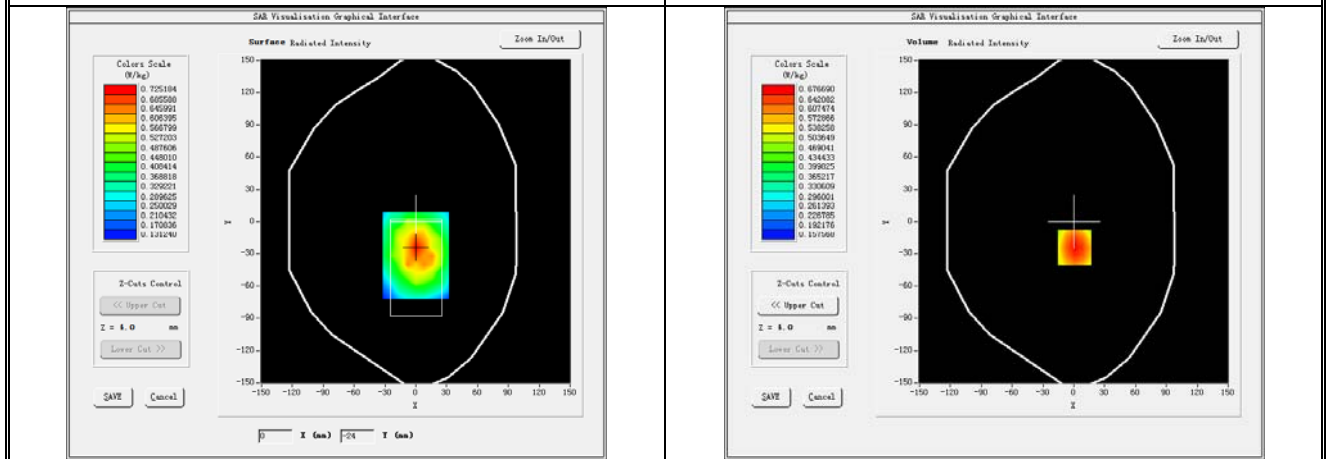 SAR Visualisation Graphical Interface
Surface Radiated Intensity
Zoom In/Out
Colors Scale
(W/kg)
0.725184
0.685588
0.645991
0.606395
0.566799
0.527203
0.487606
0.448010
0.408414
0.368818
0.329221
0.289625
0.250029
0.210432
0.170836
0.131240
Z-Cuts Control
<< Upper Cut
Z = 4.0 mm
Lower Cut >>
SAVE Cancel
150
120
90
60
30
0
-30
-60
-90
-120
-150
Y
-150 -120 -90 -60 -30 0 30 60 90 120 150
X
0 X (mm) -24 Y (mm)
SAR Visualisation Graphical Interface
Volume Radiated Intensity
Zoom In/Out
Colors Scale
(W/kg)
0.676690
0.642082
0.607474
0.572866
0.538258
0.503649
0.469041
0.434433
0.399825
0.365217
0.330609
0.296001
0.261393
0.226785
0.192176
0.157568
Z-Cuts Control
<< Upper Cut
Z = 4.0 mm
Lower Cut >>
SAVE Cancel
150
120
90
60
30
0
-30
-60
-90
-120
-150
Y
-150 -120 -90 -60 -30 0 30 60 90 120 150
X